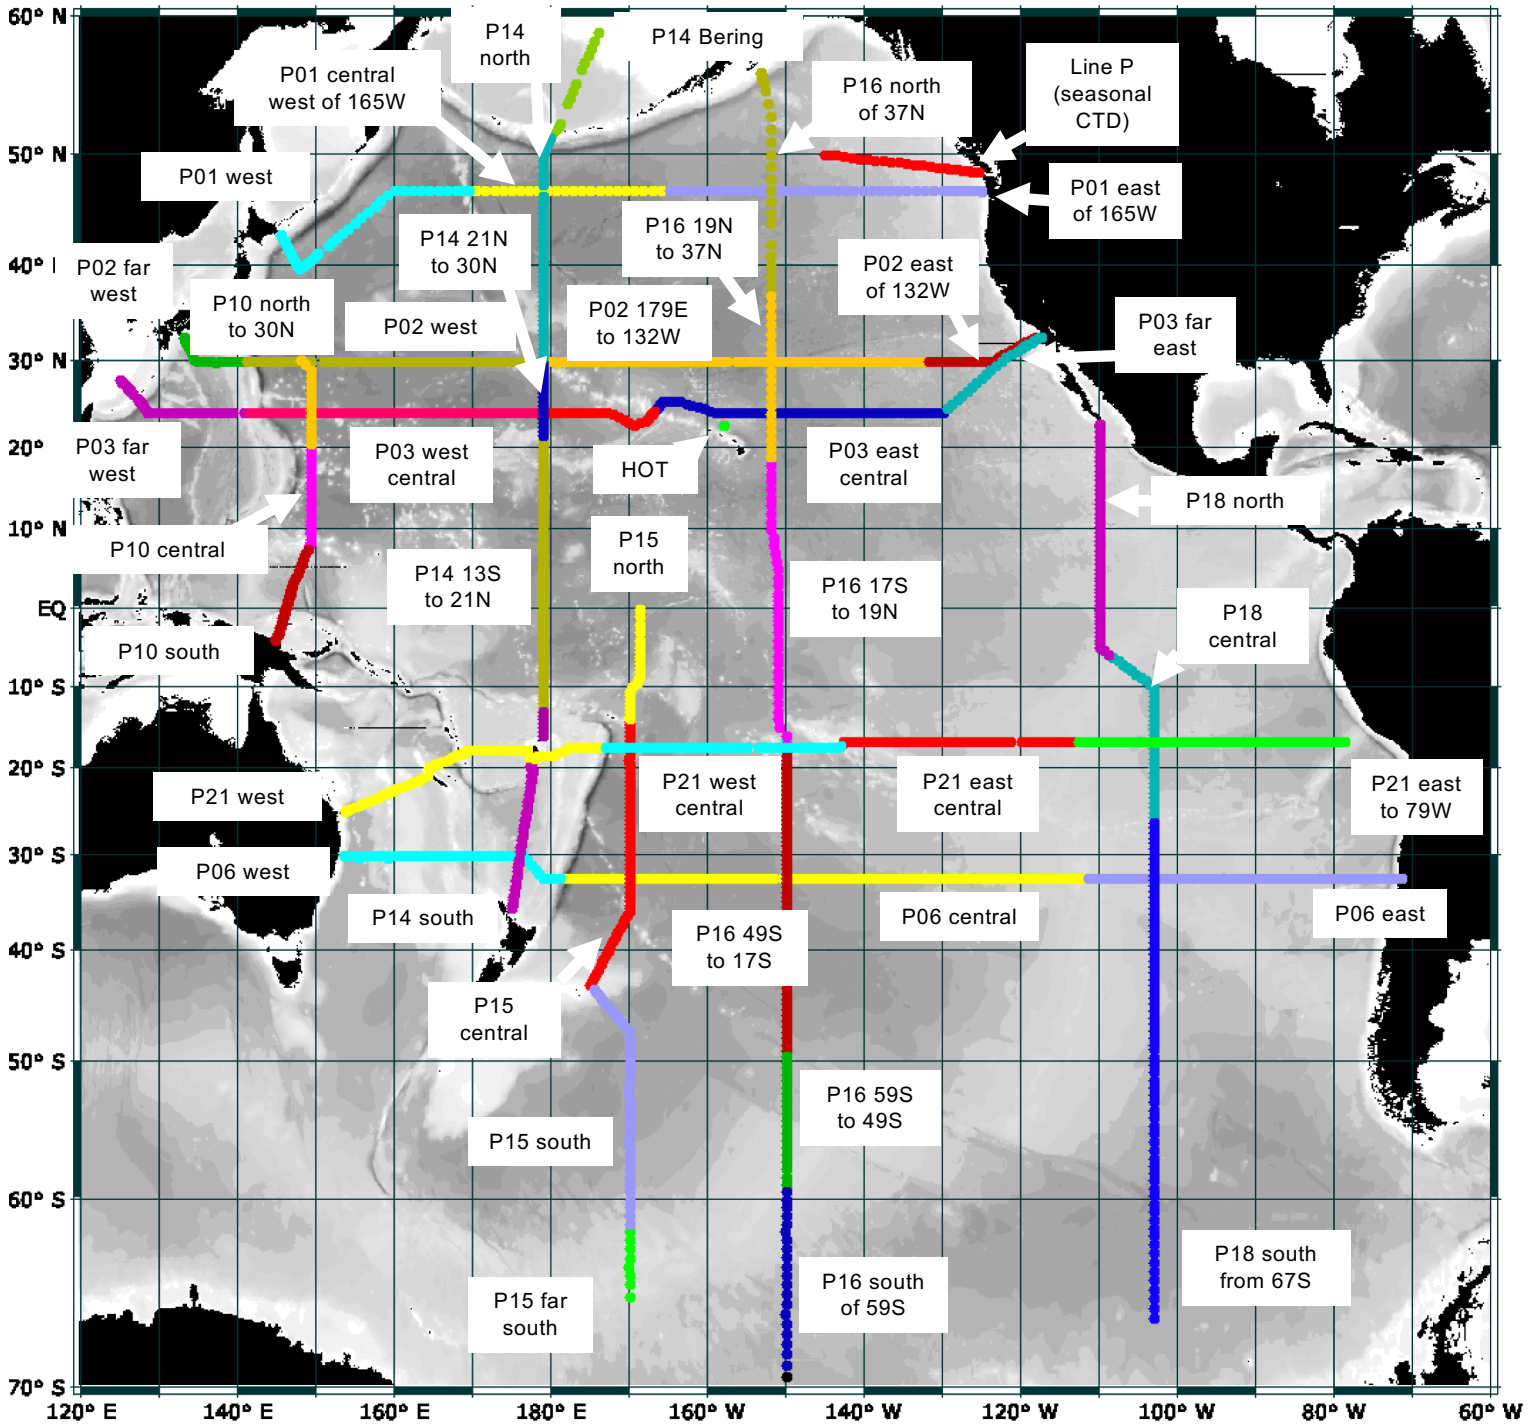 60° N
P14
north
P14 Bering
P01 central
west of 165W
P16 north
of 37N
Line P
(seasonal
CTD)
50° N
P01 west
P01 east
of 165W
P14 21N
to 30N
P16 19N
to 37N
P02 east
of 132W
40°
P02 far
west
P10 north
to 30N
P02 west
P02 179E
to 132W
P03 far
east
30° N
20° N
P03 far
west
P03 west
central
HOT
P03 east
central
P18 north
10° N
P10 central
P15
north
P14 13S
to 21N
P16 17S
to 19N
P18
central
EQ
P10 south
10° S
20° S
P21 west
P21 west
central
P21 east
central
P21 east
to 79W
30° S
P06 west
P14 south
P06 central
P06 east
P16 49S
to 17S
40° S
P15
central
50° S
P16 59S
to 49S
P15 south
60° S
P18 south
from 67S
P15 far
south
P16 south
of 59S
70° S
120° E 140° E 160° E 180° E 160° W 140° W 120° W 100° W 80° W 60° W